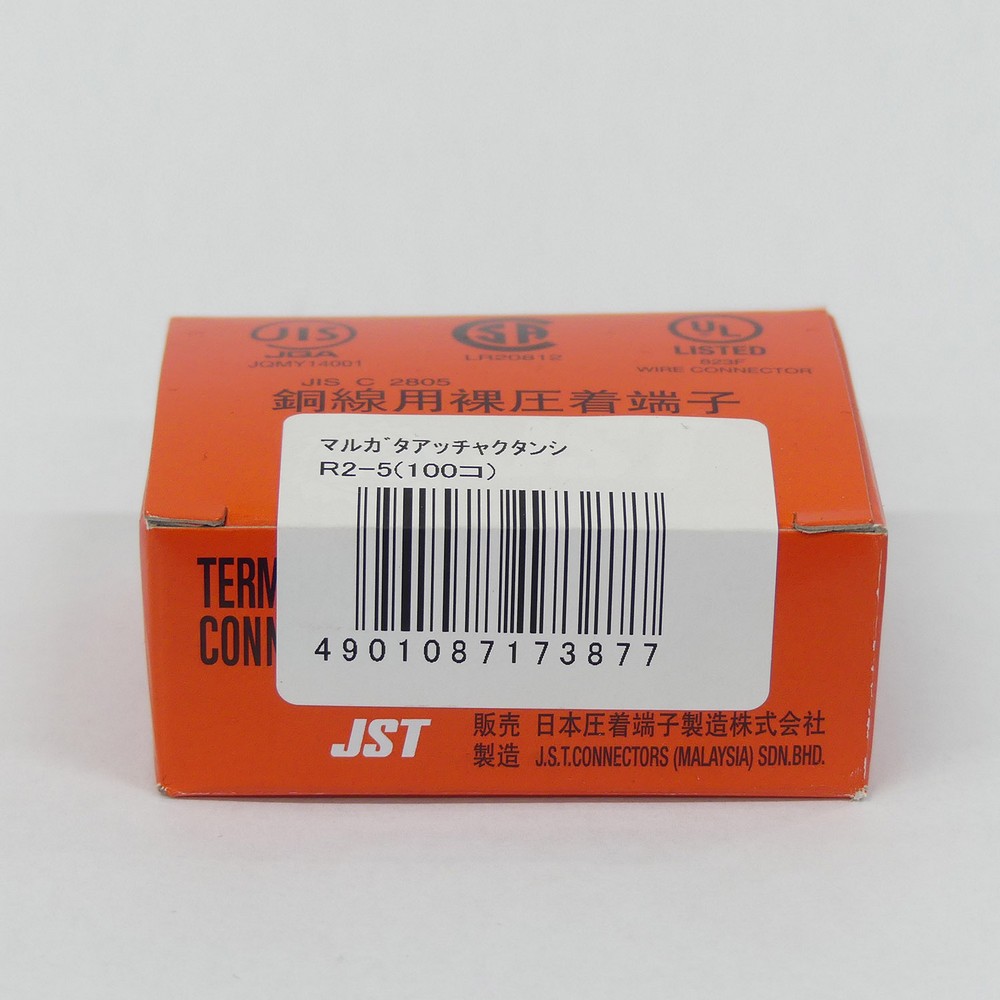 JIS
JQA
JQMY14001
LR20812
UL
LISTED
823F
WIRE CONNECTOR
JIS C 2805
銅線用裸圧着端子
マルガタアッチャクタンシ
R2-5(100コ)
4901087173877
TERM
CONN
JST
販売 日本圧着端子製造株式会社
製造 J.S.T.CONNECTORS (MALAYSIA) SDN.BHD.